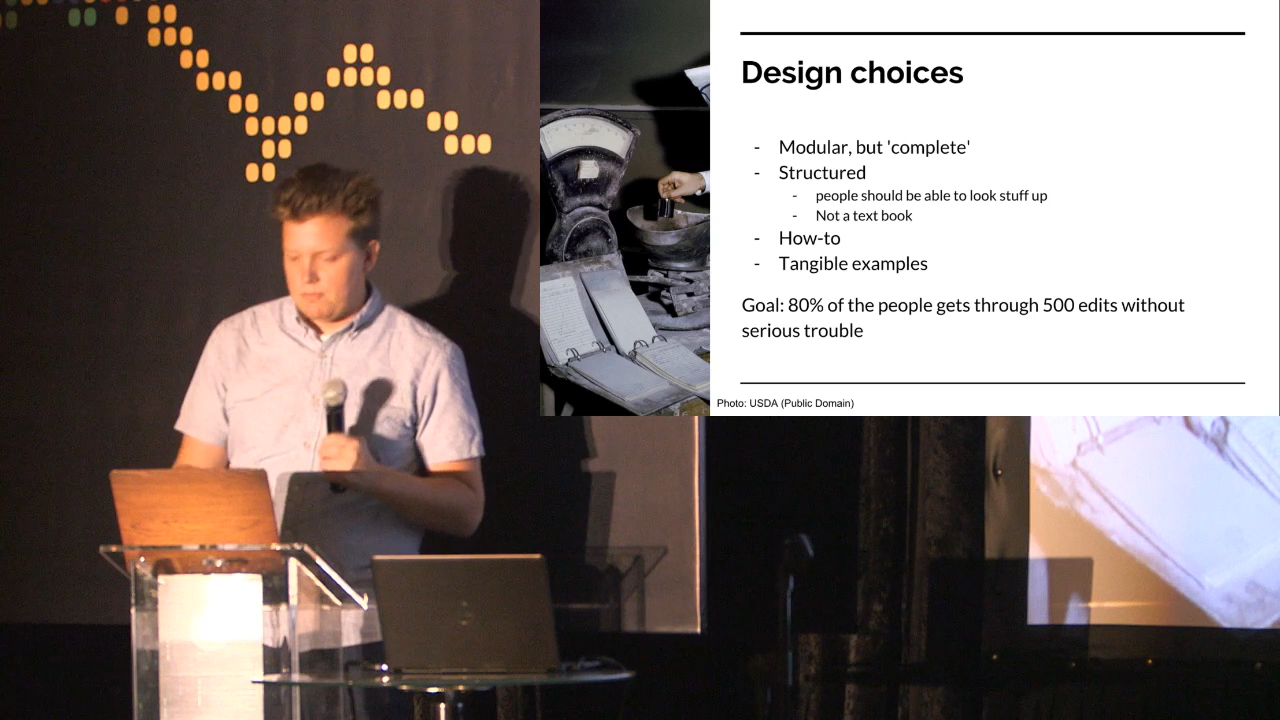 Design choices
- Modular, but 'complete'
- Structured
- people should be able to look stuff up
- Not a text book
- How-to
- Tangible examples
Goal: 80% of the people gets through 500 edits without
serious trouble
Photo: USDA (Public Domain)